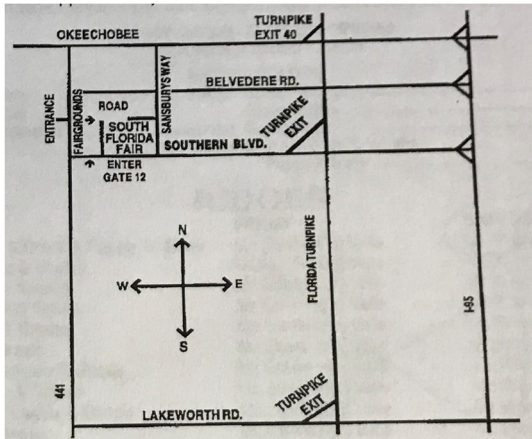 TURNPIKE
EXIT 40
OKEECHOBEE
BELVEDERE RD.
SANSBURYS WAY
ENTRANCE
FAIRGROUNDS
ROAD
SOUTH
FLORIDA
FAIR
TURNPIKE
EXIT
SOUTHERN BLVD.
ENTER
GATE 12
N
W
E
S
FLORIDA TURNPIKE
I-95
441
LAKEWORTH RD.
TURNPIKE
EXIT